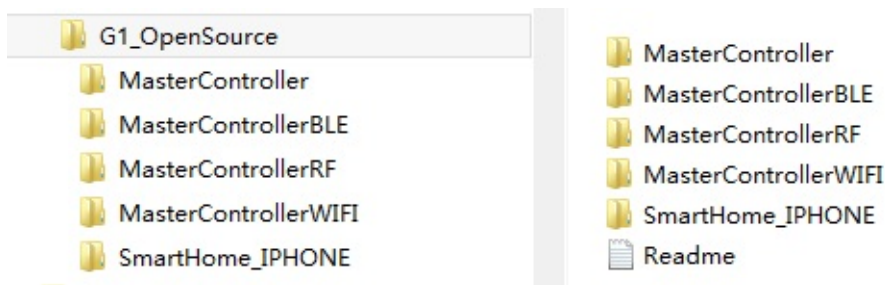 G1_OpenSource
MasterController
MasterControllerBLE
MasterControllerRF
MasterControllerWIFI
SmartHome_IPHONE
MasterController
MasterControllerBLE
MasterControllerRF
MasterControllerWIFI
SmartHome_IPHONE
Readme